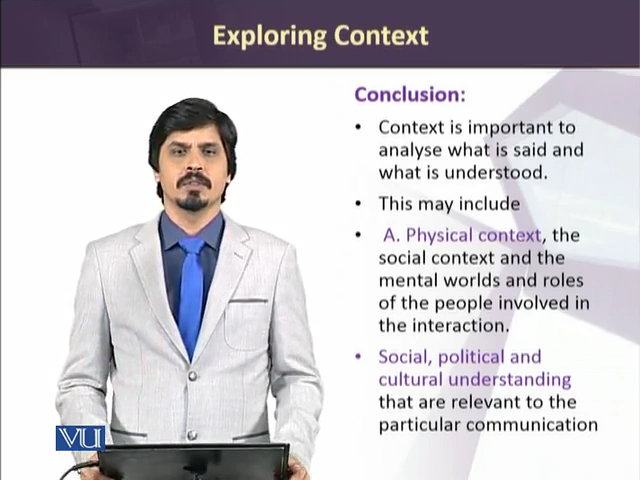 Exploring Context
Conclusion:
• Context is important to
analyse what is said and
what is understood.
• This may include
• A. Physical context, the
social context and the
mental worlds and roles
of the people involved in
the interaction.
• Social, political and
cultural understanding
that are relevant to the
particular communication
VU